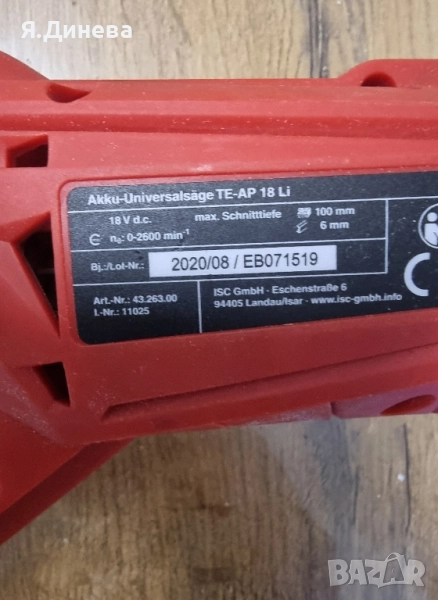 Я.Динева
Akku-Universalsäge TE-AP 18 Li
18 V d.c. max. Schnitttiefe 100 mm
n₀: 0-2600 min⁻¹ 6 mm
Bj.:/Lol-Nr.: 2020/08 / EB071519
Art.-Nr.: 43.263.00 ISC GmbH · Eschenstraße 6
I.-Nr.: 11025 94405 Landau/Isar · www.isc-gmbh.info
BAZAR